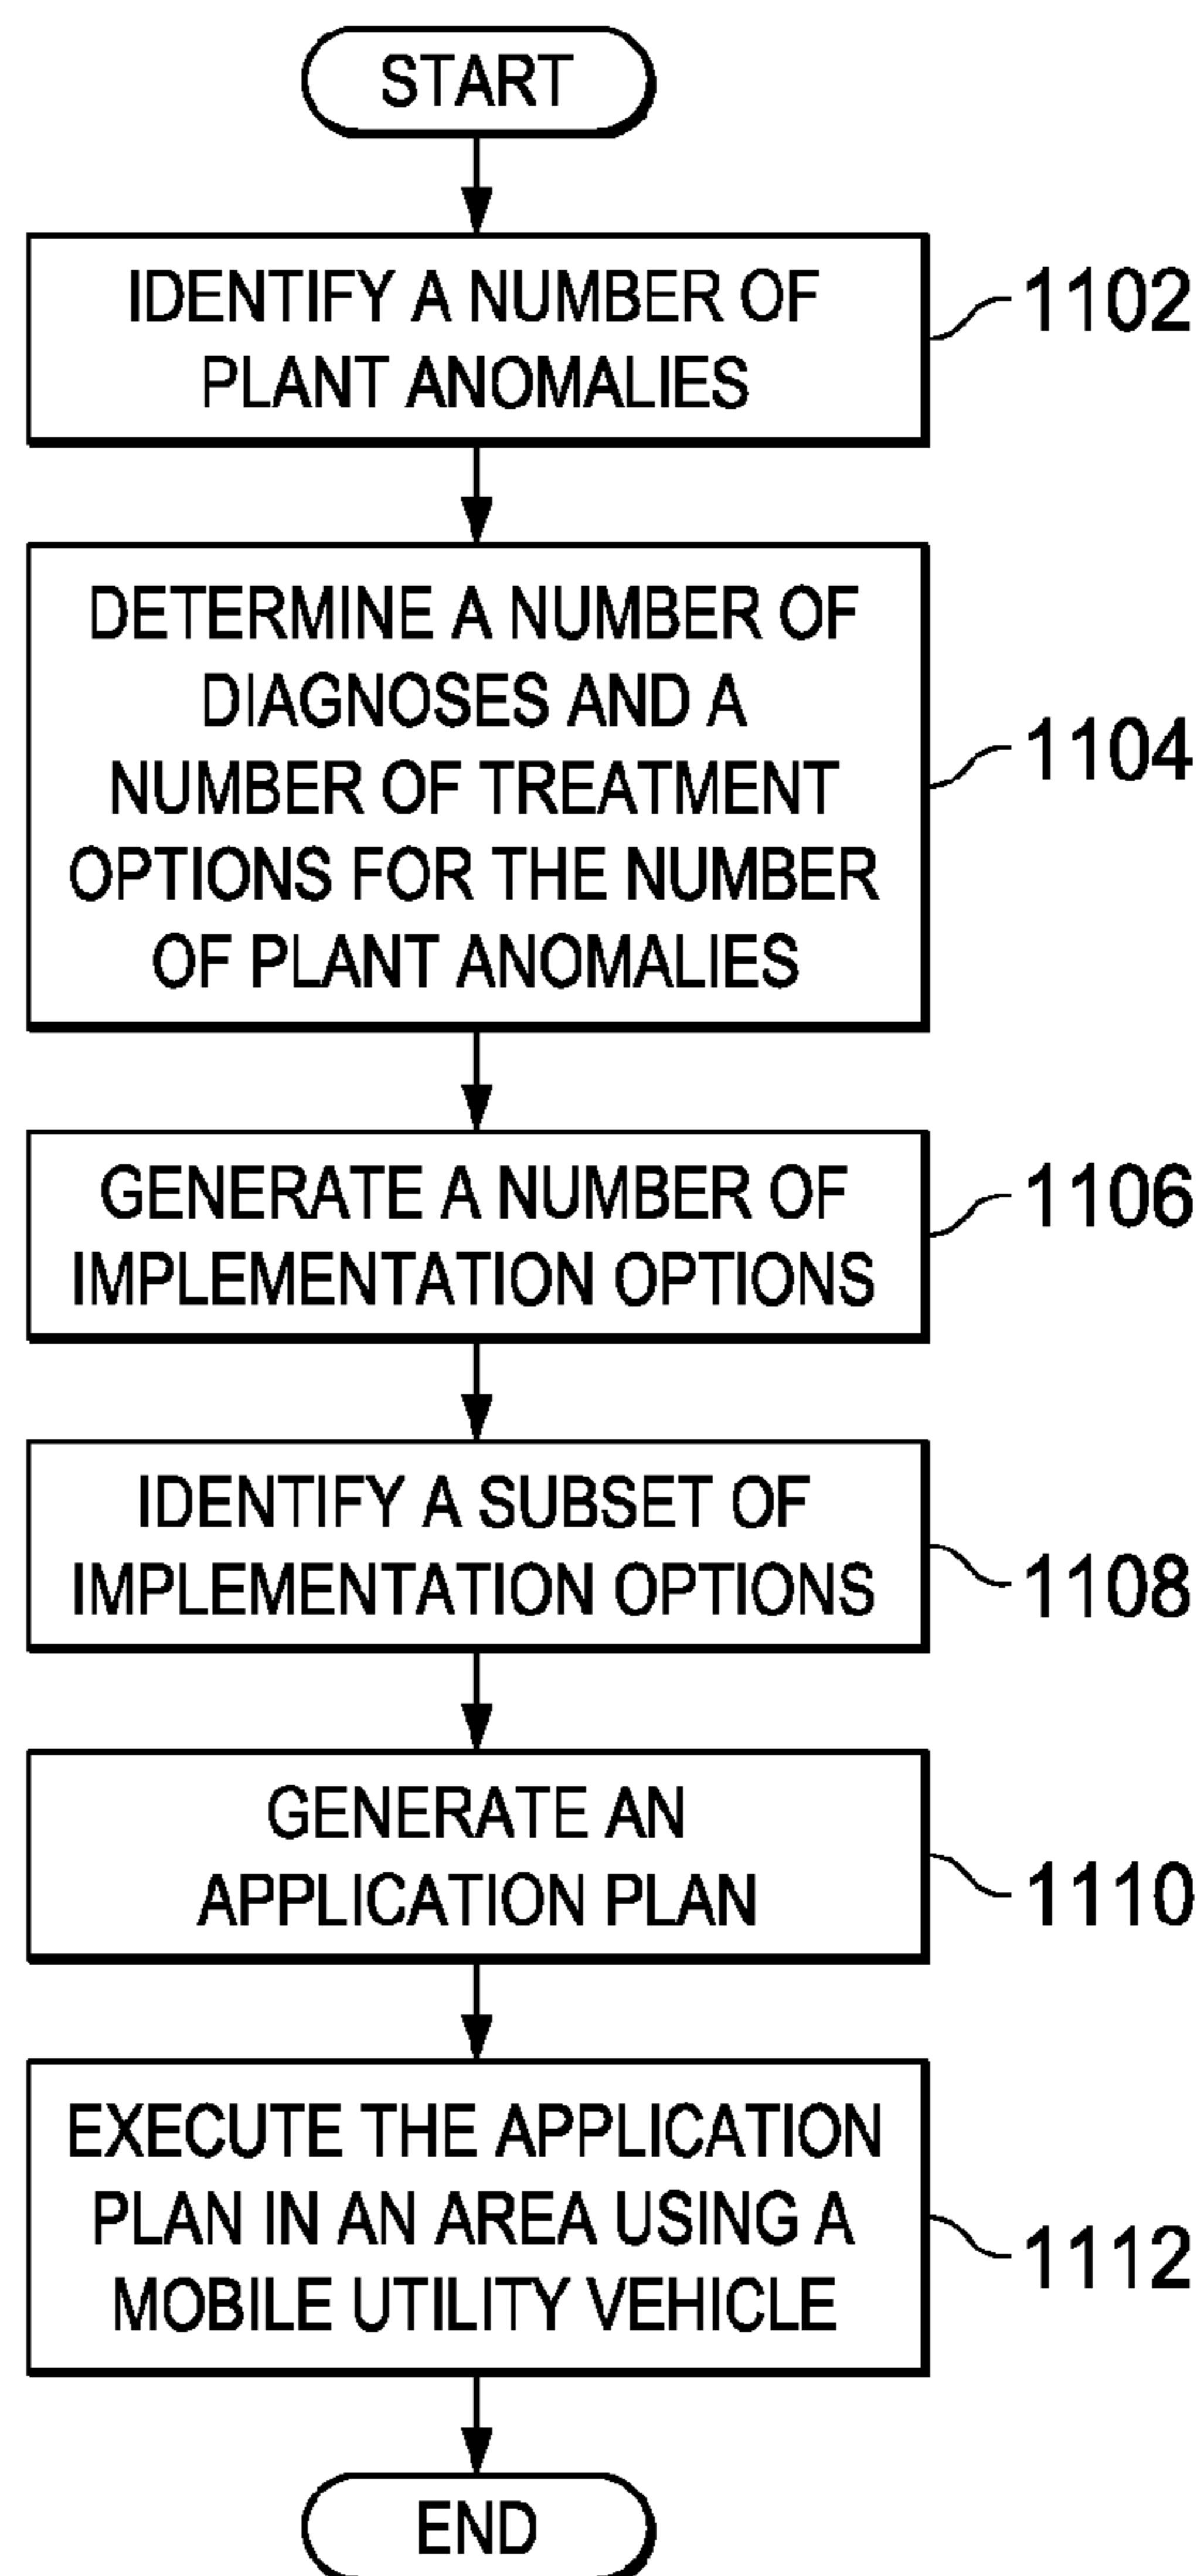 START
IDENTIFY A NUMBER OF
PLANT ANOMALIES
1102
DETERMINE A NUMBER OF
DIAGNOSES AND A
NUMBER OF TREATMENT
OPTIONS FOR THE NUMBER
OF PLANT ANOMALIES
1104
GENERATE A NUMBER OF
IMPLEMENTATION OPTIONS
1106
IDENTIFY A SUBSET OF
IMPLEMENTATION OPTIONS
1108
GENERATE AN
APPLICATION PLAN
1110
EXECUTE THE APPLICATION
PLAN IN AN AREA USING A
MOBILE UTILITY VEHICLE
1112
END